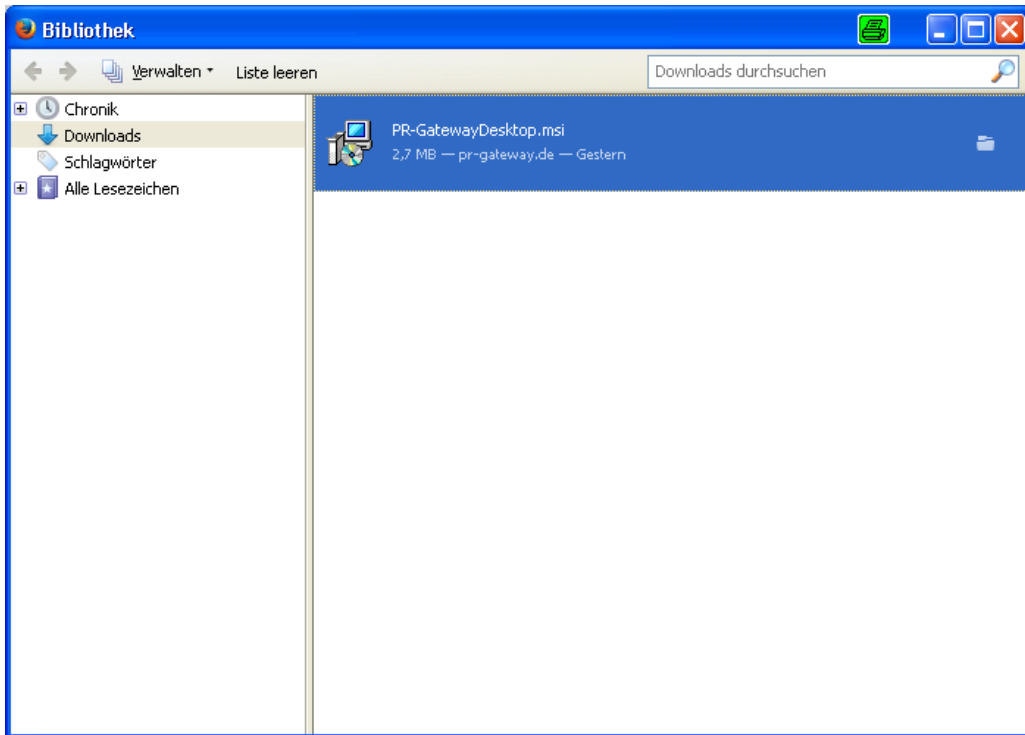 Bibliothek
Verwalten
Liste leeren
Downloads durchsuchen
Chronik
Downloads
Schlagwörter
Alle Lesezeichen
PR-GatewayDesktop.msi
2,7 MB — pr-gateway.de — Gestern